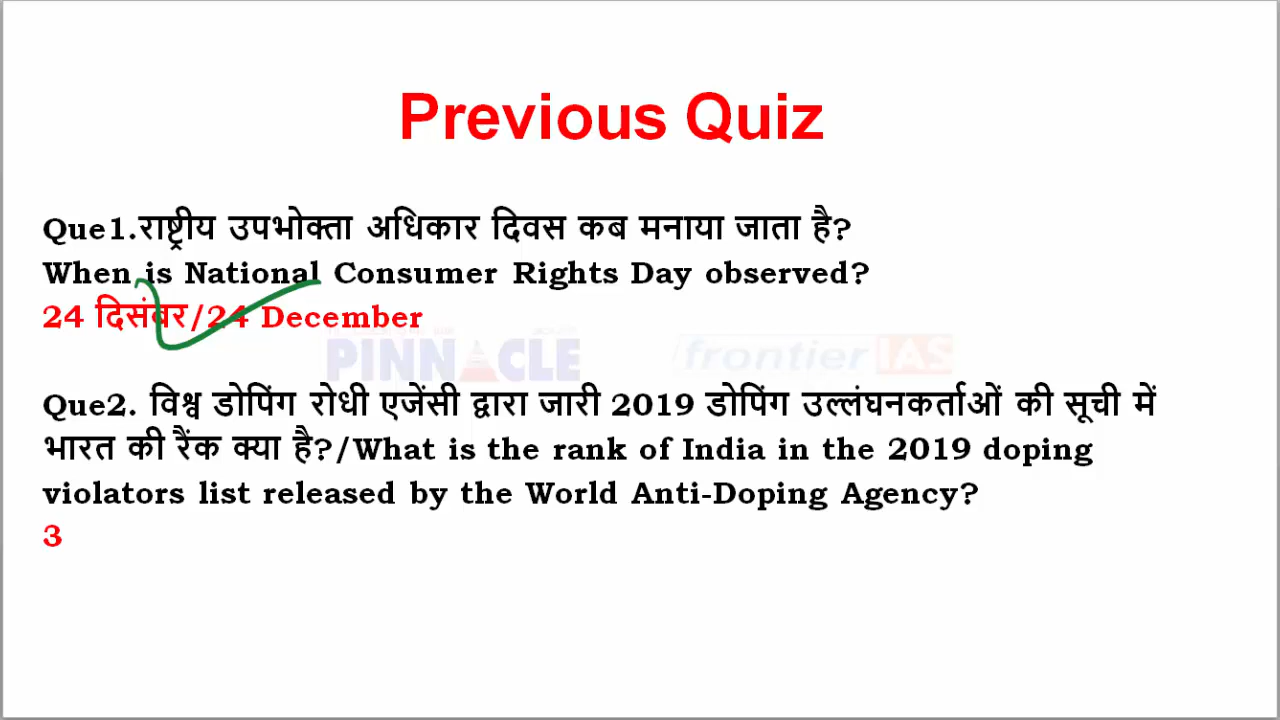 Previous Quiz
Que1.राष्ट्रीय उपभोक्ता अधिकार दिवस कब मनाया जाता है?
When is National Consumer Rights Day observed?
24 दिसंबर/24 December
PINNACLE frontier IAS
Que2. विश्व डोपिंग रोधी एजेंसी द्वारा जारी 2019 डोपिंग उल्लंघनकर्ताओं की सूची में
भारत की रैंक क्या है?/What is the rank of India in the 2019 doping
violators list released by the World Anti-Doping Agency?
3